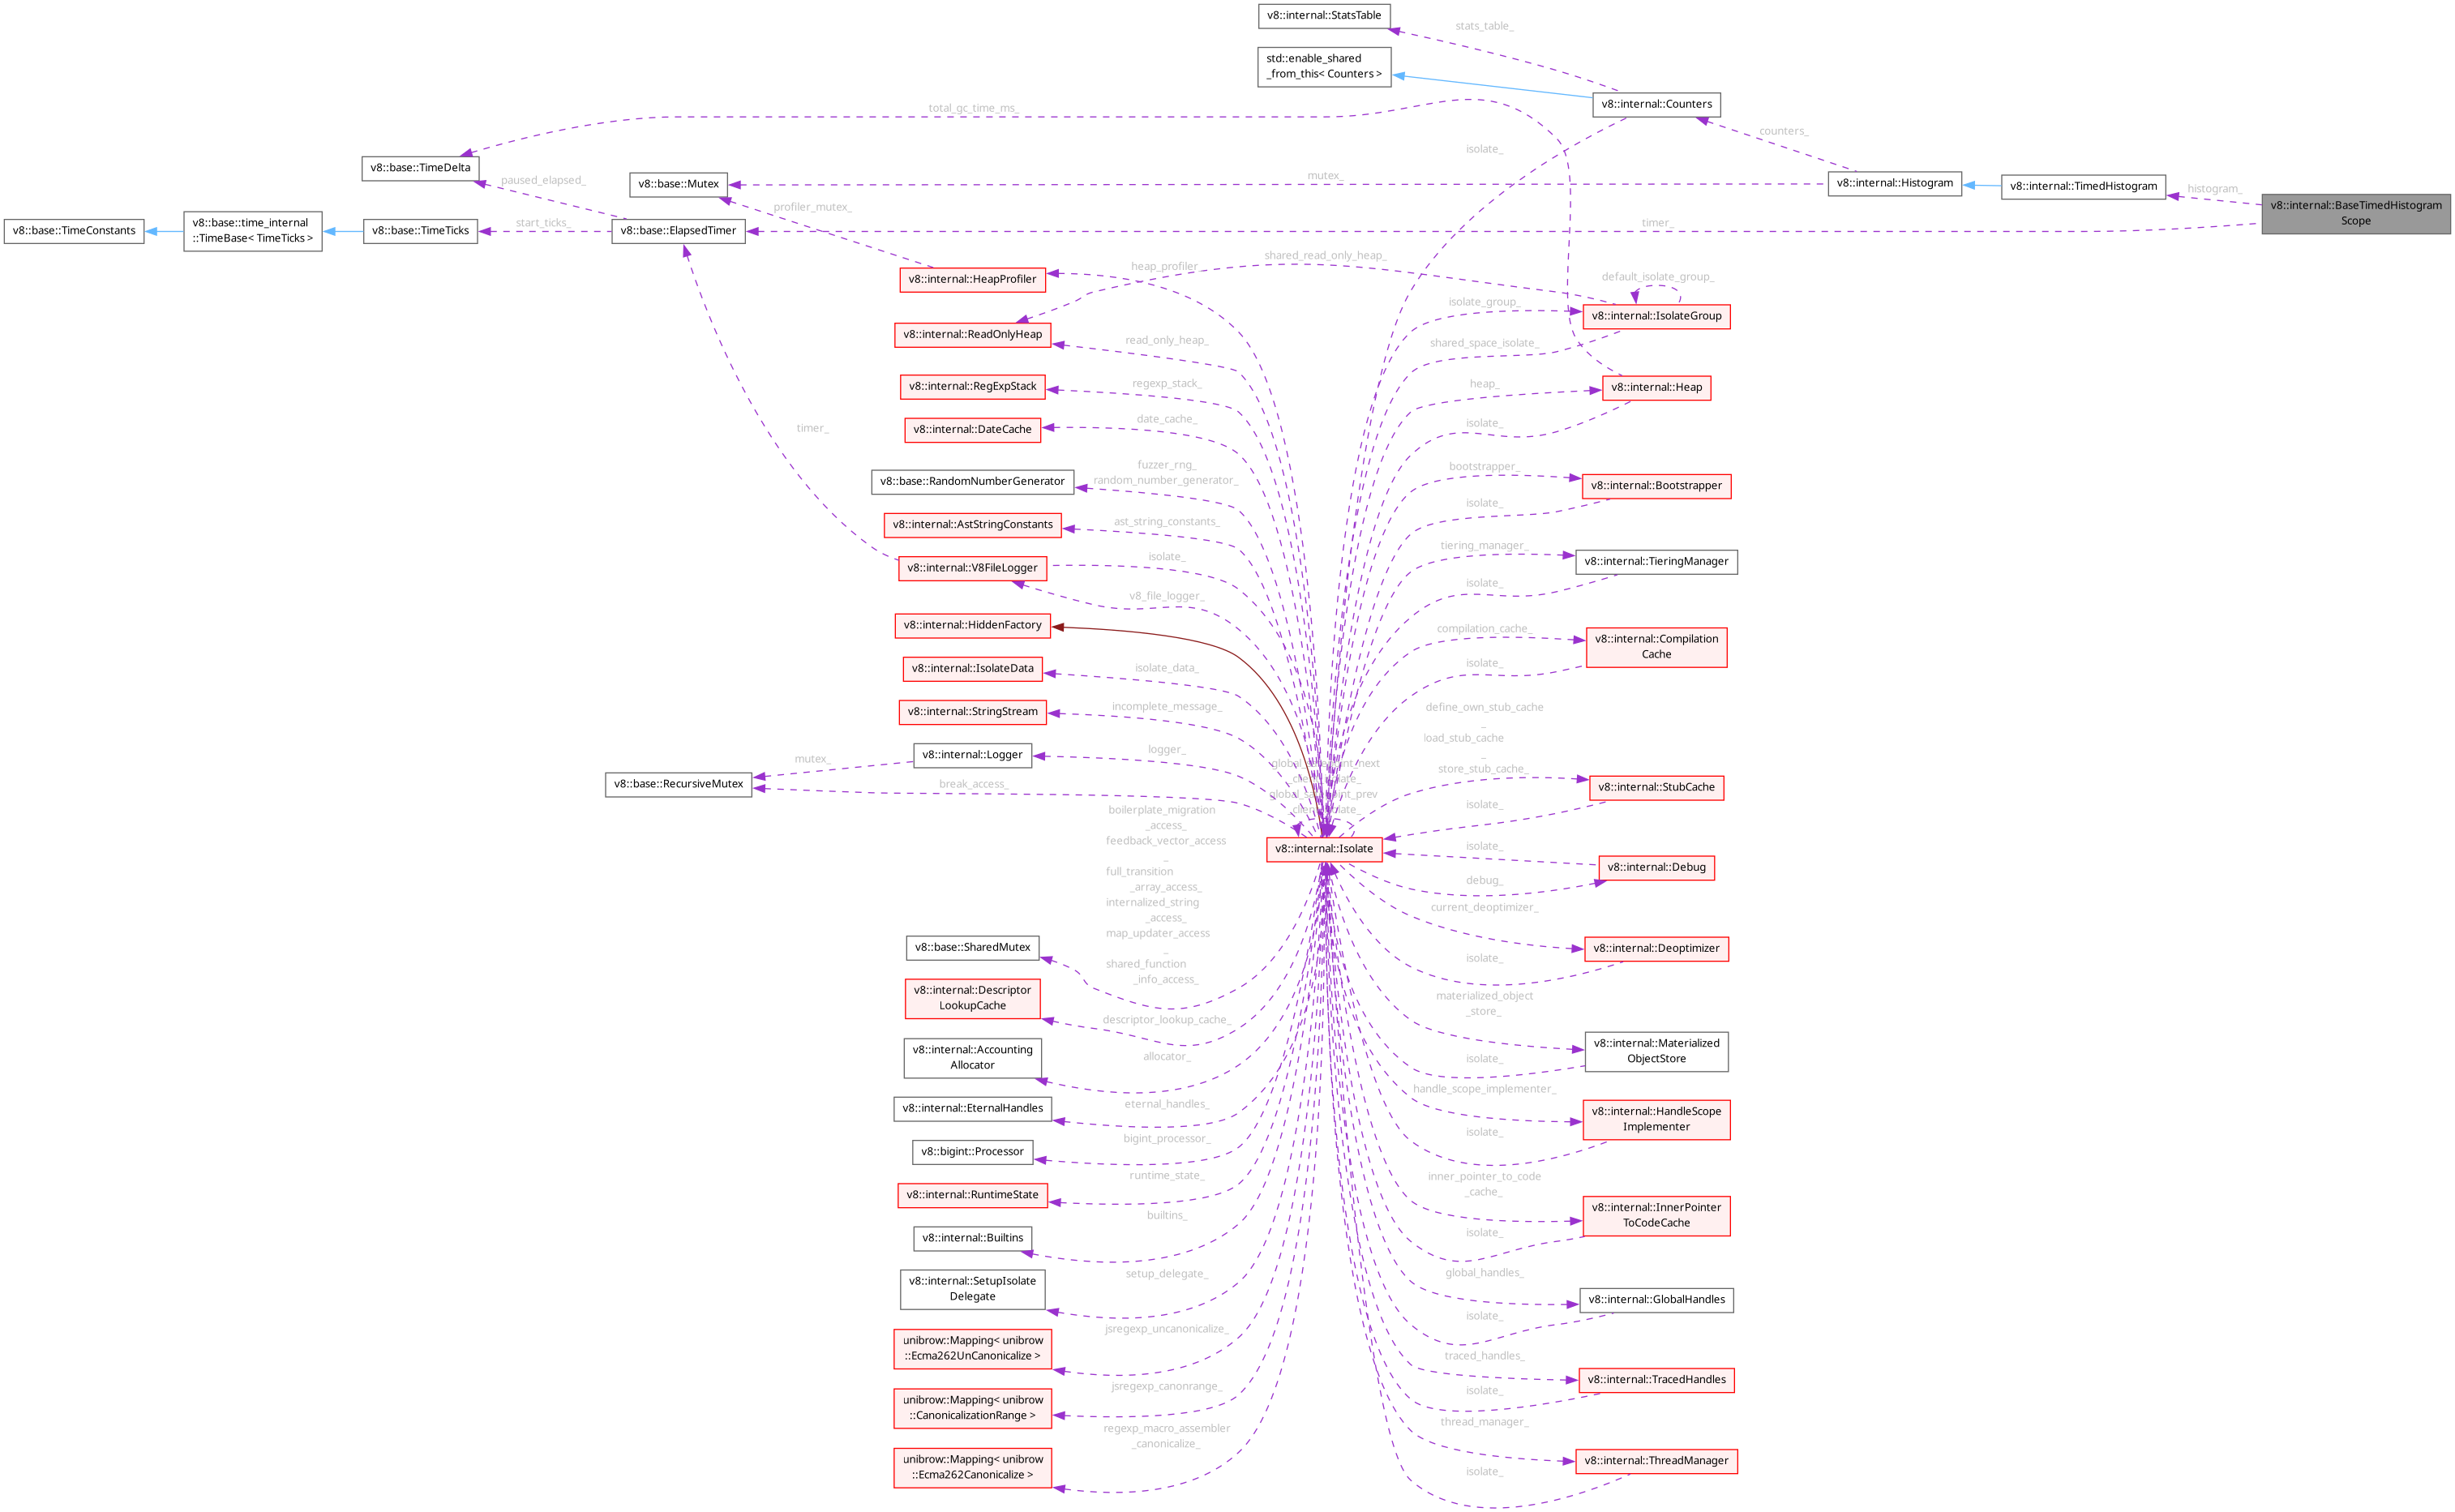 v8::internal::StatsTable
stats_table_
std::enable_shared
_from_this< Counters >
v8::internal::Counters
total_gc_time_ms_
counters_
isolate_
v8::base::TimeDelta
paused_elapsed_
v8::base::Mutex
mutex_
v8::internal::Histogram
v8::internal::TimedHistogram
histogram_
v8::internal::BaseTimedHistogram
Scope
profiler_mutex_
v8::base::TimeConstants
v8::base::time_internal
::TimeBase< TimeTicks >
v8::base::TimeTicks
start_ticks_
v8::base::ElapsedTimer
timer_
v8::internal::HeapProfiler
heap_profiler_
shared_read_only_heap_
default_isolate_group_
isolate_group_
v8::internal::IsolateGroup
v8::internal::ReadOnlyHeap
read_only_heap_
shared_space_isolate_
v8::internal::RegExpStack
regexp_stack_
heap_
v8::internal::Heap
v8::internal::DateCache
date_cache_
isolate_
timer_
v8::base::RandomNumberGenerator
fuzzer_rng_
random_number_generator_
bootstrapper_
v8::internal::Bootstrapper
isolate_
v8::internal::AstStringConstants
ast_string_constants_
tiering_manager_
v8::internal::TieringManager
isolate_
v8::internal::V8FileLogger
isolate_
v8_file_logger_
v8::internal::HiddenFactory
compilation_cache_
v8::internal::Compilation
Cache
isolate_
v8::internal::IsolateData
isolate_data_
v8::internal::StringStream
incomplete_message_
define_own_stub_cache
_
load_stub_cache
_
store_stub_cache_
v8::internal::StubCache
isolate_
v8::internal::Logger
logger_
mutex_
v8::base::RecursiveMutex
break_access_
v8::internal::Isolate
isolate_
v8::internal::Debug
debug_
boilerplate_migration
_access_
feedback_vector_access
_
full_transition
_array_access_
internalized_string
_access_
map_updater_access
_
shared_function
_info_access_
v8::base::SharedMutex
current_deoptimizer_
v8::internal::Deoptimizer
isolate_
v8::internal::Descriptor
LookupCache
descriptor_lookup_cache_
materialized_object
_store_
v8::internal::Materialized
ObjectStore
isolate_
v8::internal::Accounting
Allocator
allocator_
v8::internal::EternalHandles
eternal_handles_
handle_scope_implementer_
v8::internal::HandleScope
Implementer
isolate_
v8::bigint::Processor
bigint_processor_
v8::internal::RuntimeState
runtime_state_
inner_pointer_to_code
_cache_
v8::internal::InnerPointer
ToCodeCache
isolate_
v8::internal::Builtins
builtins_
v8::internal::SetupIsolate
Delegate
setup_delegate_
global_handles_
v8::internal::GlobalHandles
isolate_
unibrow::Mapping< unibrow
::Ecma262UnCanonicalize >
jsregexp_uncanonicalize_
traced_handles_
v8::internal::TracedHandles
isolate_
unibrow::Mapping< unibrow
::CanonicalizationRange >
jsregexp_canonrange_
thread_manager_
v8::internal::ThreadManager
isolate_
unibrow::Mapping< unibrow
::Ecma262Canonicalize >
regexp_macro_assembler
_canonicalize_